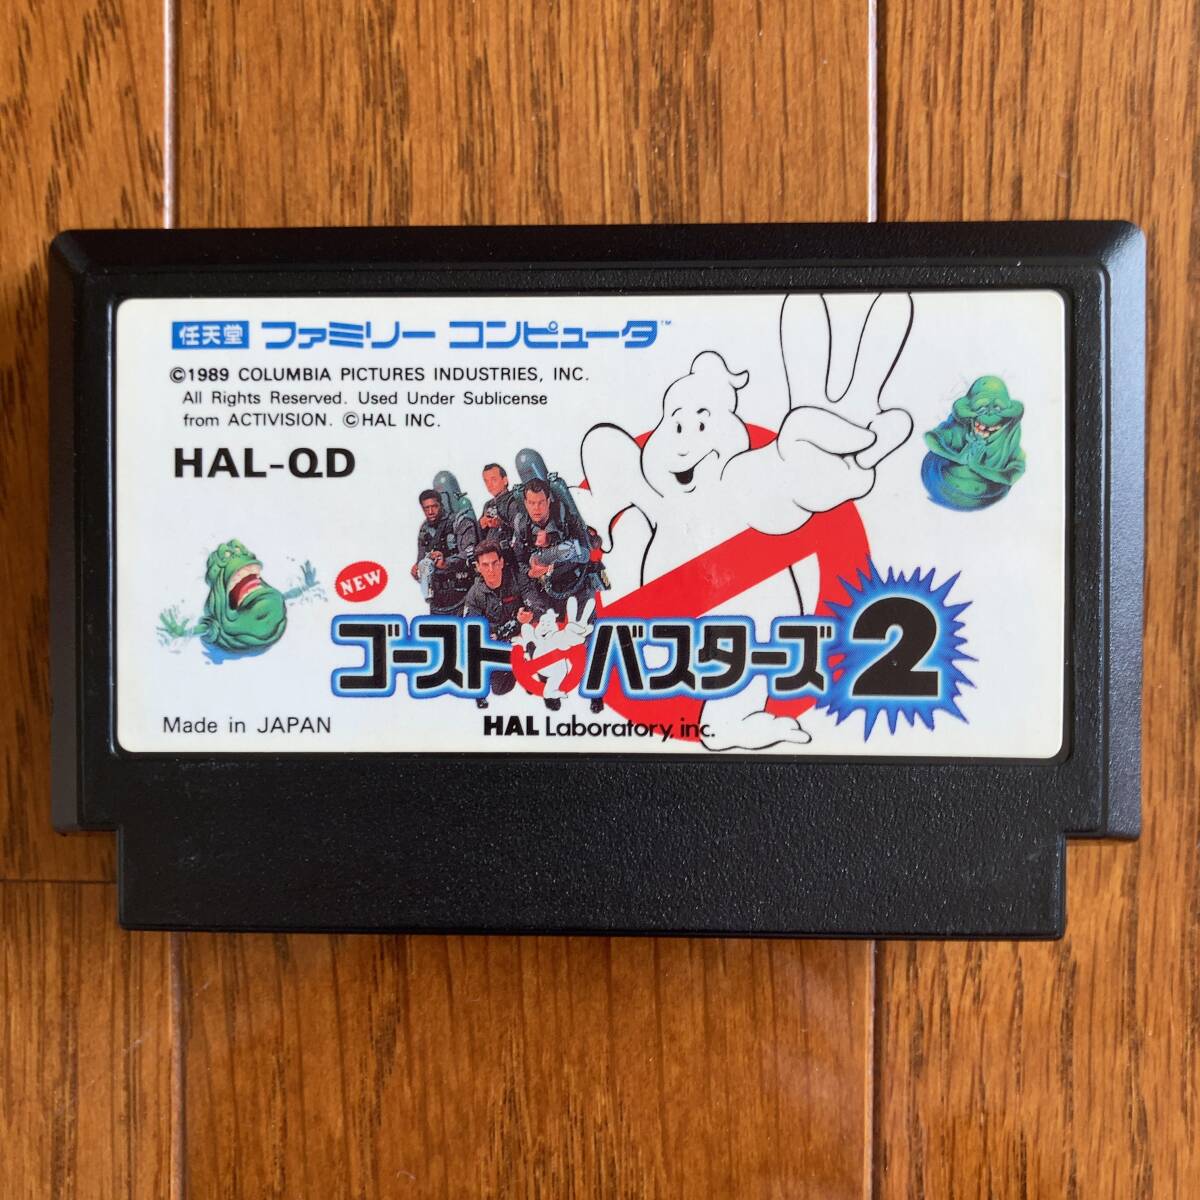 任天堂 ファミリー コンピュータ™
©1989 COLUMBIA PICTURES INDUSTRIES, INC.
All Rights Reserved. Used Under Sublicense
from ACTIVISION. ©HAL INC.
HAL-QD
NEW
ゴーストバスターズ2
Made in JAPAN
HAL Laboratory, inc.